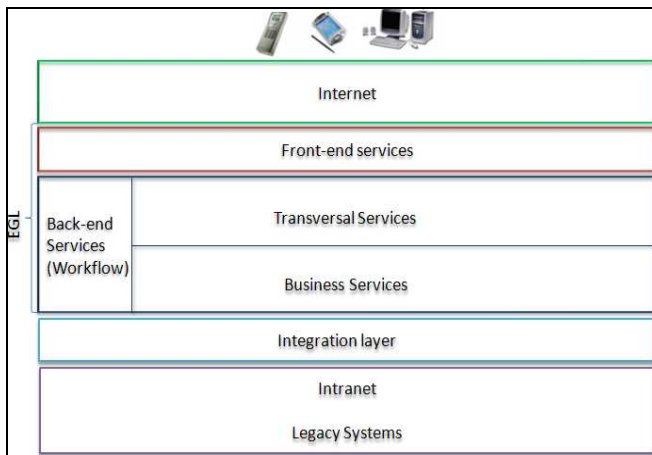 Internet
Front-end services
EGL
Back-end
Services
(Workflow)
Transversal Services
Business Services
Integration layer
Intranet
Legacy Systems